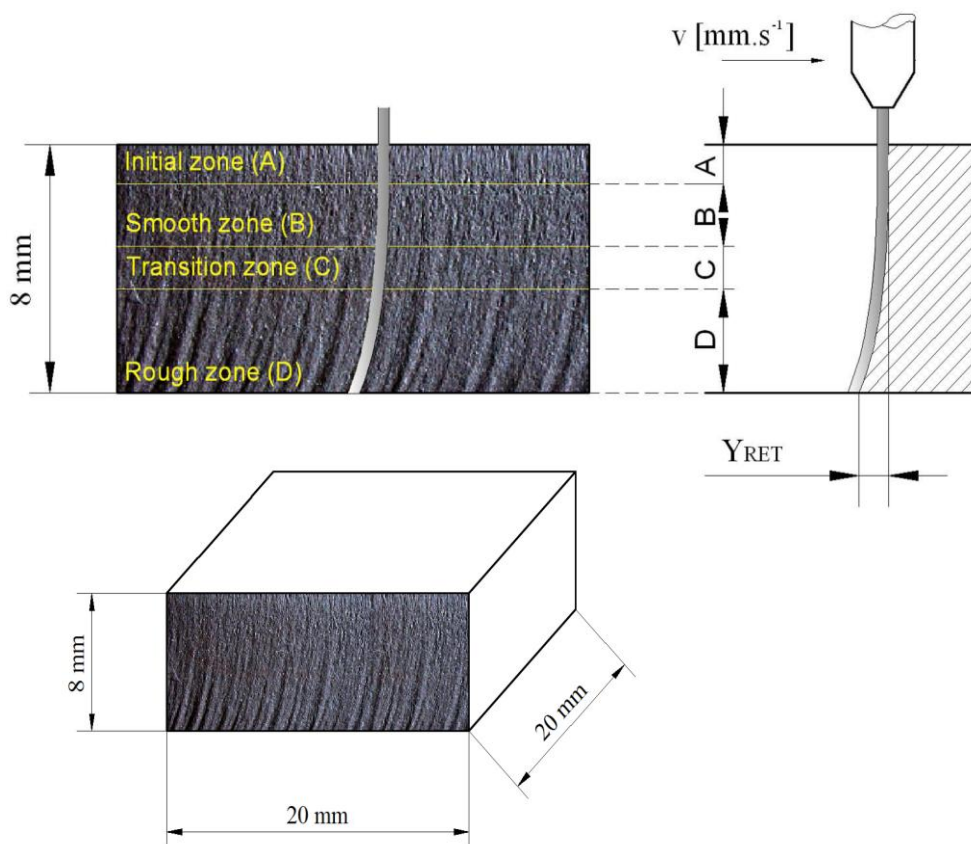 v [mm.s⁻¹]
Initial zone (A)
Smooth zone (B)
Transition zone (C)
Rough zone (D)
8 mm
A
B
C
D
YRET
8 mm
20 mm
20 mm